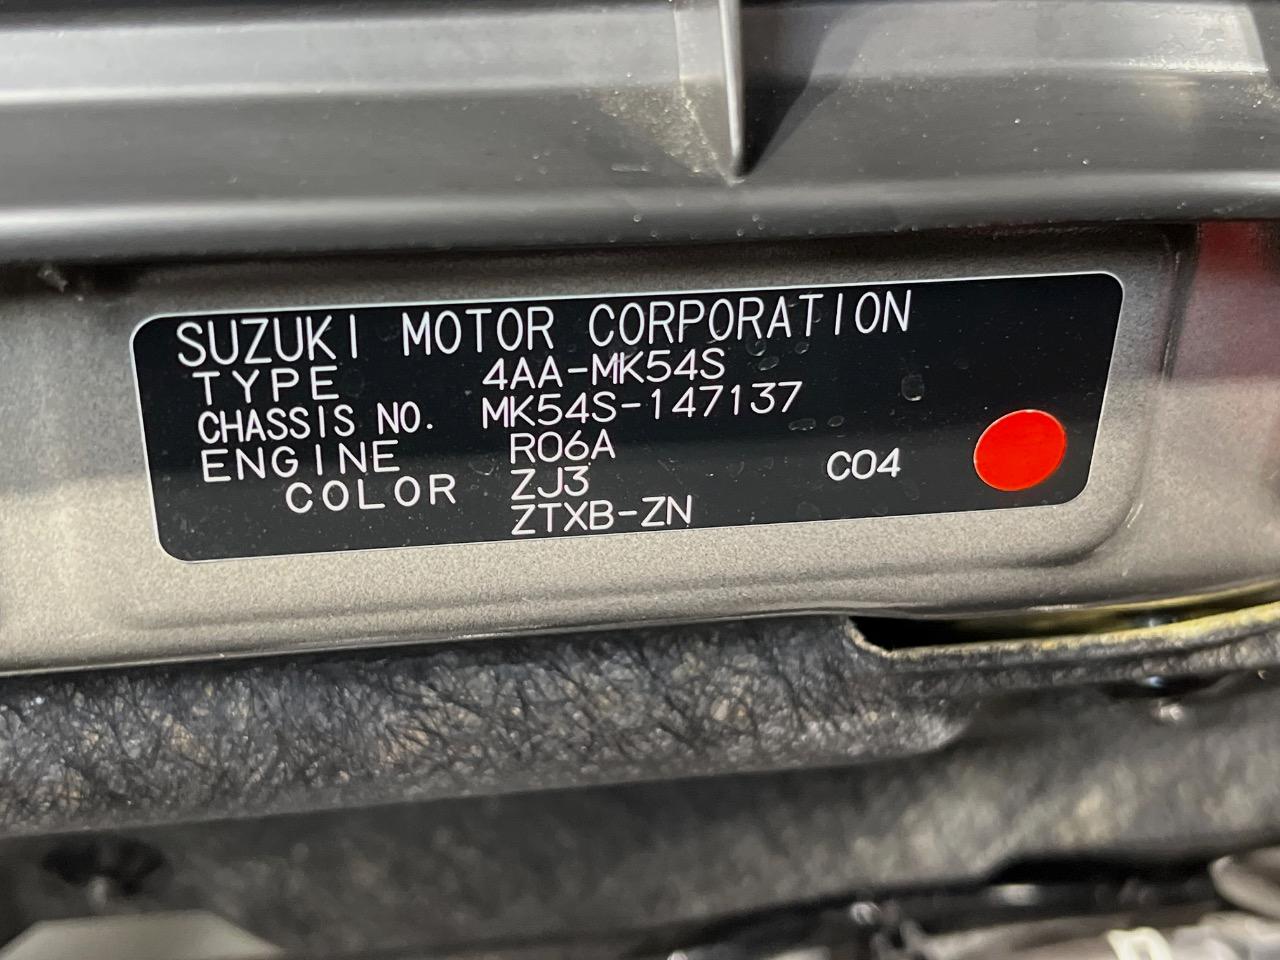 SUZUKI MOTOR CORPORATION
TYPE 4AA-MK54S
CHASSIS NO. MK54S-147137
ENGINE R06A
COLOR ZJ3 C04
ZTXB-ZN